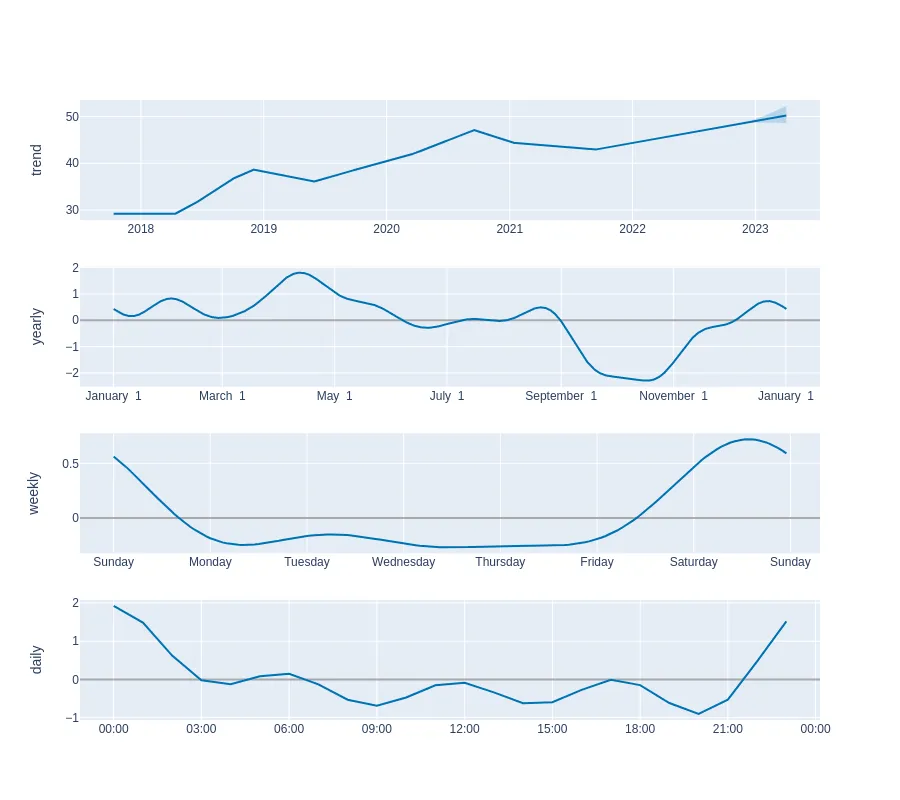 trend
50
40
30
2018 2019 2020 2021 2022 2023
yearly
2
1
0
−1
−2
January 1 March 1 May 1 July 1 September 1 November 1 January 1
weekly
0.5
0
Sunday Monday Tuesday Wednesday Thursday Friday Saturday Sunday
daily
2
1
0
−1
00:00 03:00 06:00 09:00 12:00 15:00 18:00 21:00 00:00